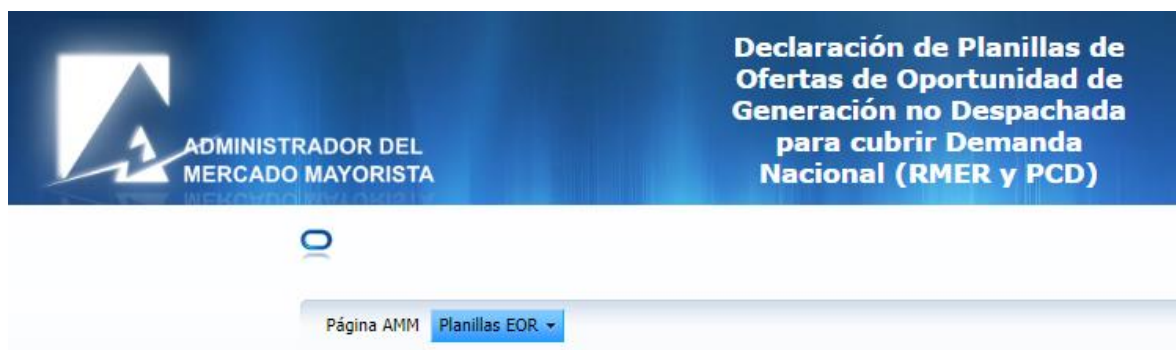 Declaración de Planillas de
Ofertas de Oportunidad de
Generación no Despachada
para cubrir Demanda
Nacional (RMER y PCD)
ADMINISTRADOR DEL
MERCADO MAYORISTA
Página AMM Planillas EOR